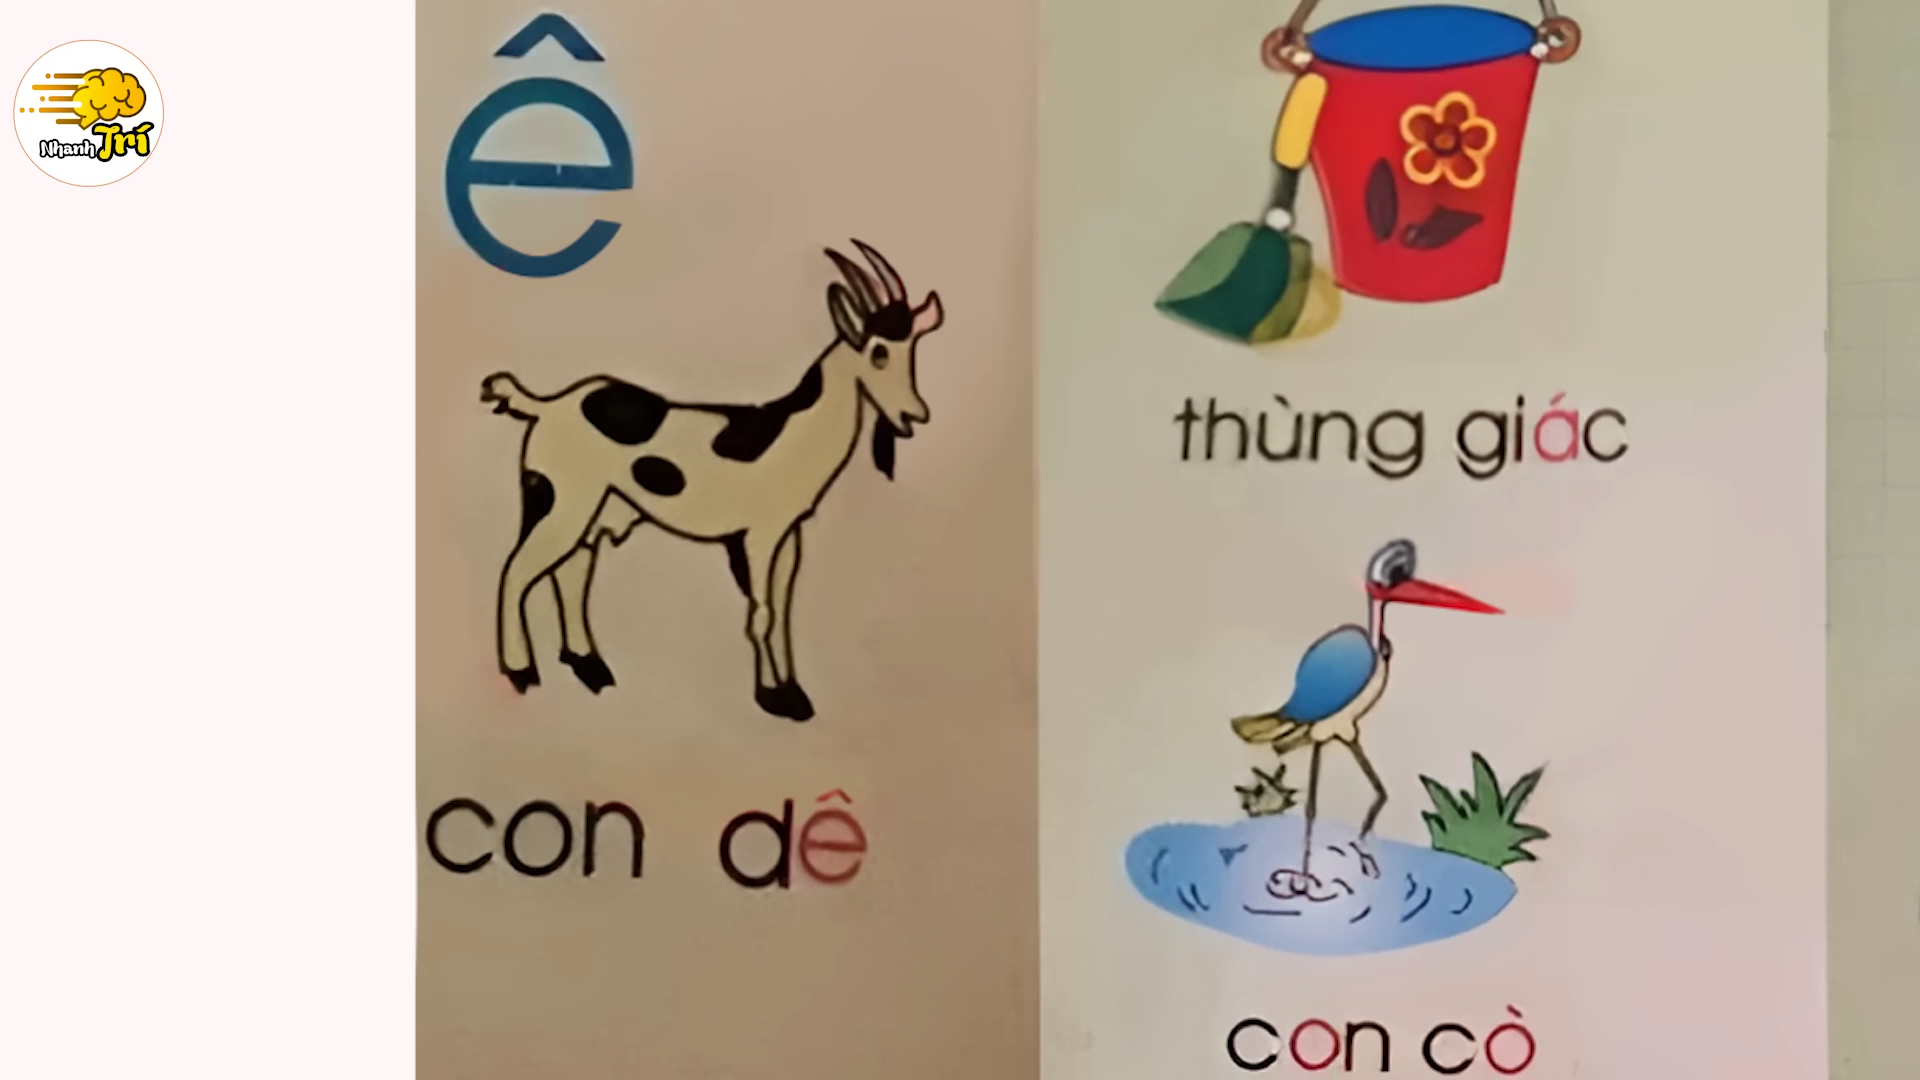 Nhanh Trí
ê
con dê
thùng giác
con cò